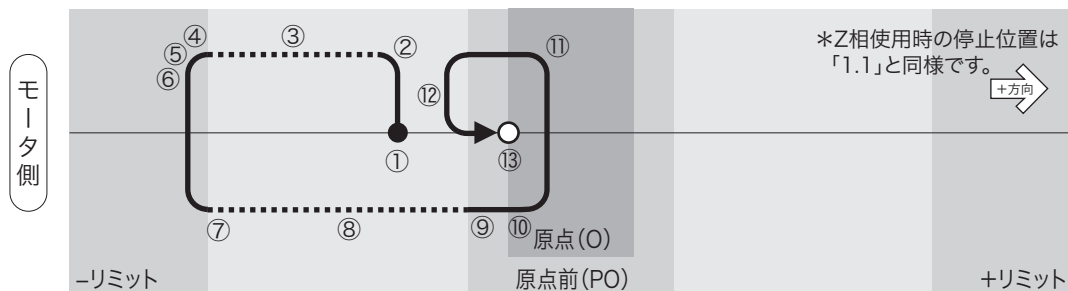 モータ側
④ ③ ② ⑪
⑤
⑥
⑫
＊Z相使用時の停止位置は
「1.1」と同様です。
+方向
① ⑬
⑦ ⑧ ⑨ ⑩
原点(O)
−リミット 原点前(PO) +リミット